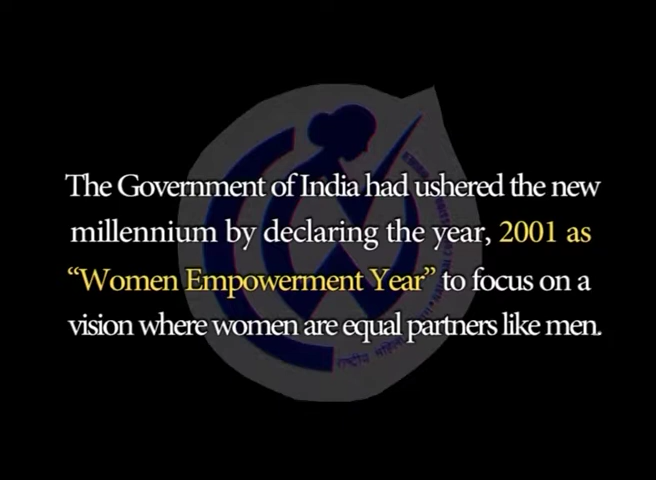 The Government of India had ushered the new
millennium by declaring the year, 2001 as
“Women Empowerment Year” to focus on a
vision where women are equal partners like men.
राष्ट्रीय महिला